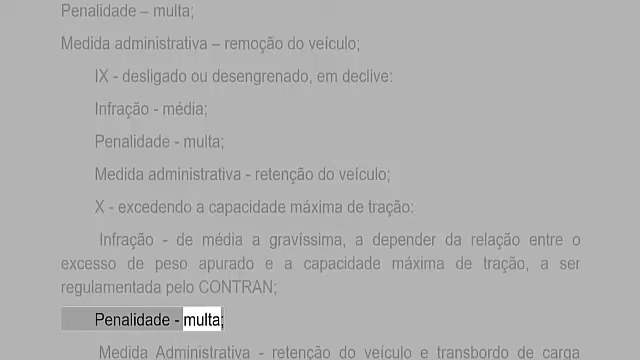 Penalidade – multa;
Medida administrativa – remoção do veículo;
IX - desligado ou desengrenado, em declive:
Infração - média;
Penalidade - multa;
Medida administrativa - retenção do veículo;
X - excedendo a capacidade máxima de tração:
Infração - de média a gravíssima, a depender da relação entre o
excesso de peso apurado e a capacidade máxima de tração, a ser
regulamentada pelo CONTRAN;
Penalidade - multa;
Medida Administrativa - retenção do veículo e transbordo de carga